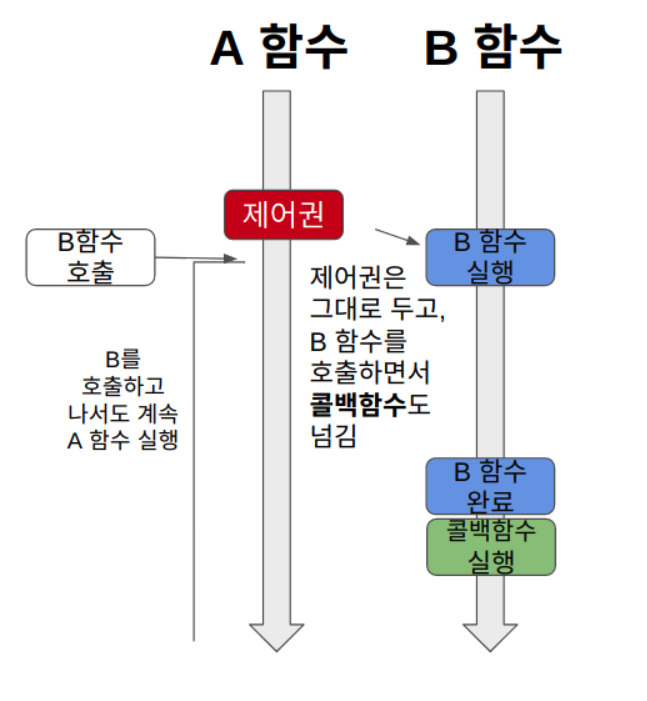 A 함수
B 함수
제어권
B함수
호출
B 함수
실행
제어권은
그대로 두고,
B 함수를
호출하면서
콜백함수도
넘김
B를
호출하고
나서도 계속
A 함수 실행
B 함수
완료
콜백함수
실행